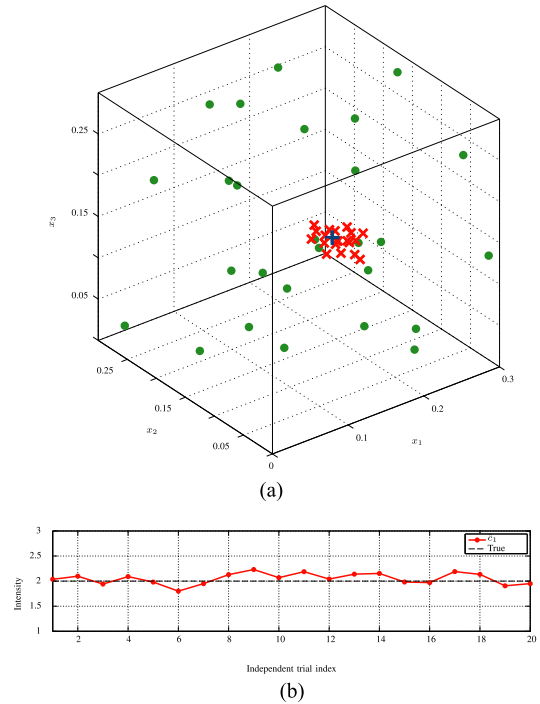 0.25
0.15
0.05
x₃
0.25
0.15
0.05
x₂
0
0.1
0.2
0.3
x₁
(a)
3
2.5
2
1.5
1
Intensity
c₁
True
2 4 6 8 10 12 14 16 18 20
Independent trial index
(b)